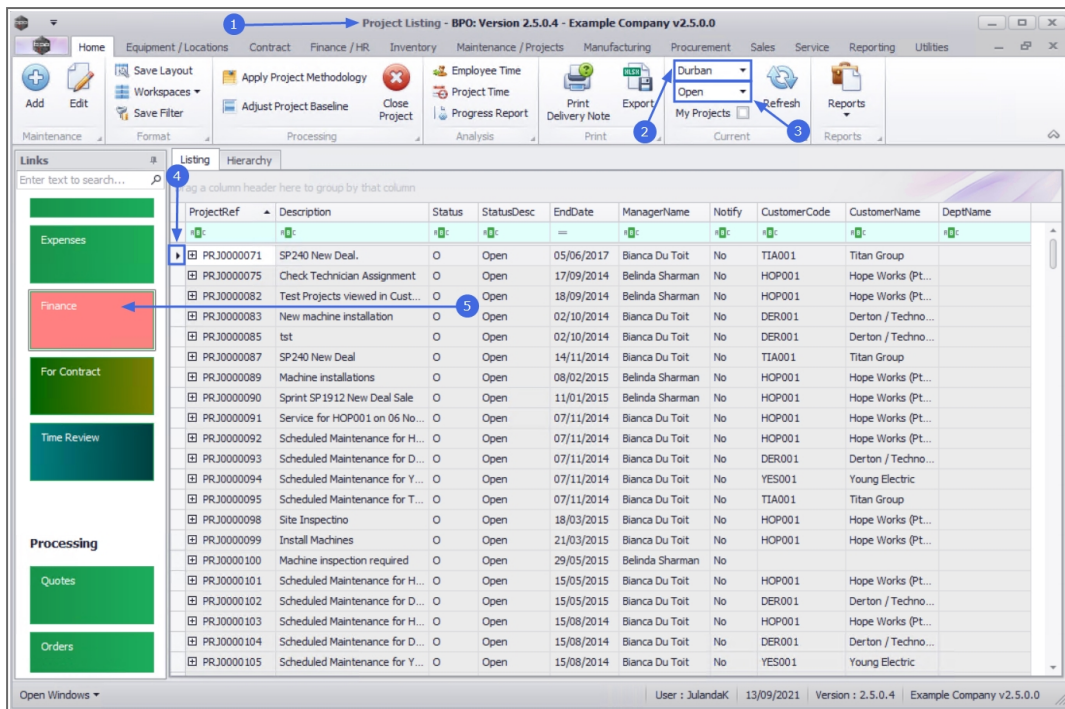 1
Project Listing - BPO: Version 2.5.0.4 - Example Company v2.5.0.0
Home Equipment / Locations Contract Finance / HR Inventory Maintenance / Projects Manufacturing Procurement Sales Service Reporting Utilities
Add
Edit
Maintenance
Save Layout
Workspaces
Save Filter
Format
Apply Project Methodology
Adjust Project Baseline
Close Project
Processing
Employee Time
Project Time
Progress Report
Analysis
Print Delivery Note
Export
Print
2
Durban
Open
My Projects
3
Refresh
Current
Reports
Reports
Links
Enter text to search...
Expenses
Finance
For Contract
Time Review
Processing
Quotes
Orders
Listing Hierarchy
4
Drag a column header here to group by that column
ProjectRef Description Status StatusDesc EndDate ManagerName Notify CustomerCode CustomerName DeptName
PRJ0000071 SP240 New Deal. O Open 05/06/2017 Bianca Du Toit No TIA001 Titan Group
PRJ0000075 Check Technician Assignment O Open 17/09/2014 Belinda Sharman No HOP001 Hope Works (Pt...
PRJ0000082 Test Projects viewed in Cust... O Open 18/09/2014 Belinda Sharman No HOP001 Hope Works (Pt...
5
PRJ0000083 New machine installation O Open 02/10/2014 Bianca Du Toit No DER001 Derton / Techno...
PRJ0000085 tst O Open 02/10/2014 Bianca Du Toit No DER001 Derton / Techno...
PRJ0000087 SP240 New Deal O Open 14/11/2014 Bianca Du Toit No TIA001 Titan Group
PRJ0000089 Machine installations O Open 08/02/2015 Belinda Sharman No HOP001 Hope Works (Pt...
PRJ0000090 Sprint SP1912 New Deal Sale O Open 11/01/2015 Belinda Sharman No HOP001 Hope Works (Pt...
PRJ0000091 Service for HOP001 on 06 No... O Open 07/11/2014 Bianca Du Toit No HOP001 Hope Works (Pt...
PRJ0000092 Scheduled Maintenance for H... O Open 07/11/2014 Bianca Du Toit No HOP001 Hope Works (Pt...
PRJ0000093 Scheduled Maintenance for D... O Open 07/11/2014 Bianca Du Toit No DER001 Derton / Techno...
PRJ0000094 Scheduled Maintenance for Y... O Open 07/11/2014 Bianca Du Toit No YES001 Young Electric
PRJ0000095 Scheduled Maintenance for T... O Open 07/11/2014 Bianca Du Toit No TIA001 Titan Group
PRJ0000098 Site Inspectino O Open 18/03/2015 Bianca Du Toit No HOP001 Hope Works (Pt...
PRJ0000099 Install Machines O Open 21/03/2015 Bianca Du Toit No HOP001 Hope Works (Pt...
PRJ0000100 Machine inspection required O Open 29/05/2015 Belinda Sharman No
PRJ0000101 Scheduled Maintenance for H... O Open 15/05/2015 Bianca Du Toit No HOP001 Hope Works (Pt...
PRJ0000102 Scheduled Maintenance for D... O Open 15/05/2015 Bianca Du Toit No DER001 Derton / Techno...
PRJ0000103 Scheduled Maintenance for H... O Open 15/08/2014 Bianca Du Toit No HOP001 Hope Works (Pt...
PRJ0000104 Scheduled Maintenance for D... O Open 15/08/2014 Bianca Du Toit No DER001 Derton / Techno...
PRJ0000105 Scheduled Maintenance for Y... O Open 15/08/2014 Bianca Du Toit No YES001 Young Electric
Open Windows
User : JulandaK 13/09/2021 Version : 2.5.0.4 Example Company v2.5.0.0